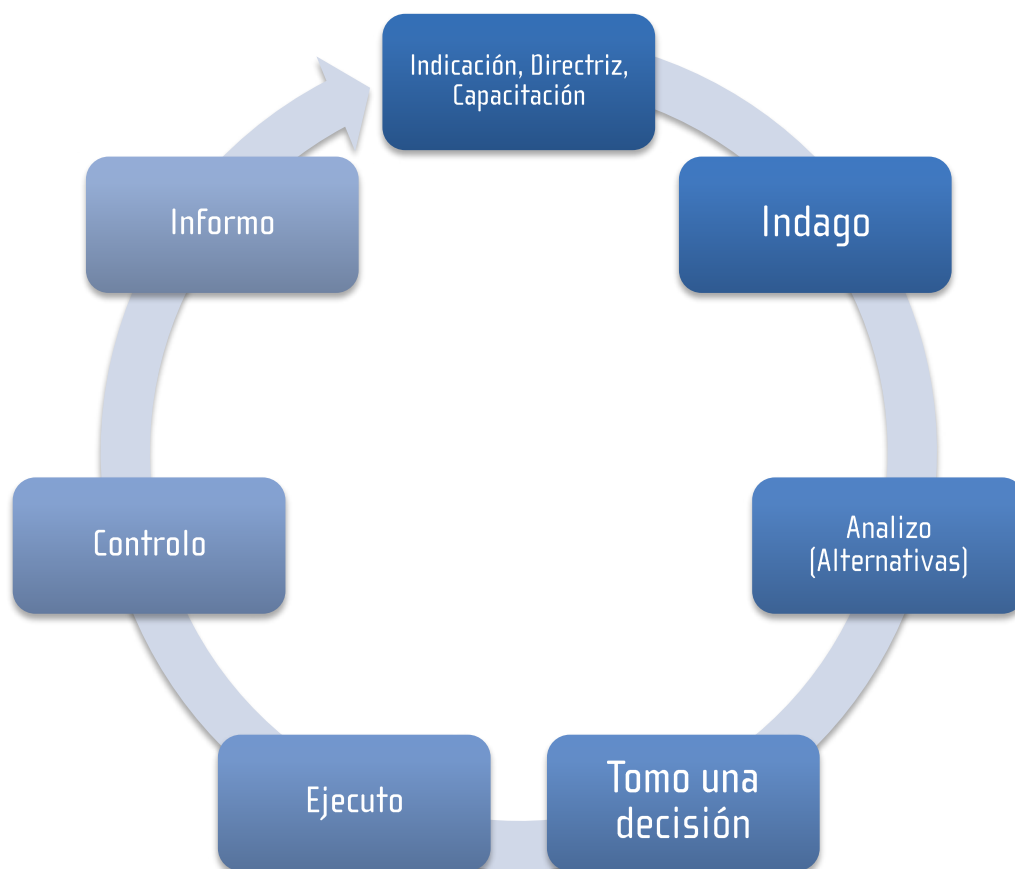 Indicación, Directriz,
Capacitación
Indago
Analizo
(Alternativas)
Tomo una
decisión
Ejecuto
Controlo
Informo